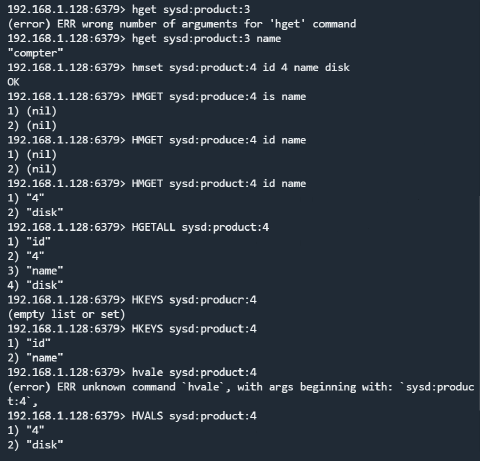 192.168.1.128:6379> hget sysd:product:3
(error) ERR wrong number of arguments for 'hget' command
192.168.1.128:6379> hget sysd:product:3 name
"compter"
192.168.1.128:6379> hmset sysd:product:4 id 4 name disk
OK
192.168.1.128:6379> HMGET sysd:produce:4 is name
1) (nil)
2) (nil)
192.168.1.128:6379> HMGET sysd:produce:4 id name
1) (nil)
2) (nil)
192.168.1.128:6379> HMGET sysd:product:4 id name
1) "4"
2) "disk"
192.168.1.128:6379> HGETALL sysd:product:4
1) "id"
2) "4"
3) "name"
4) "disk"
192.168.1.128:6379> HKEYS sysd:producr:4
(empty list or set)
192.168.1.128:6379> HKEYS sysd:product:4
1) "id"
2) "name"
192.168.1.128:6379> hvale sysd:product:4
(error) ERR unknown command `hvale`, with args beginning with: `sysd:produc
t:4`,
192.168.1.128:6379> HVALS sysd:product:4
1) "4"
2) "disk"